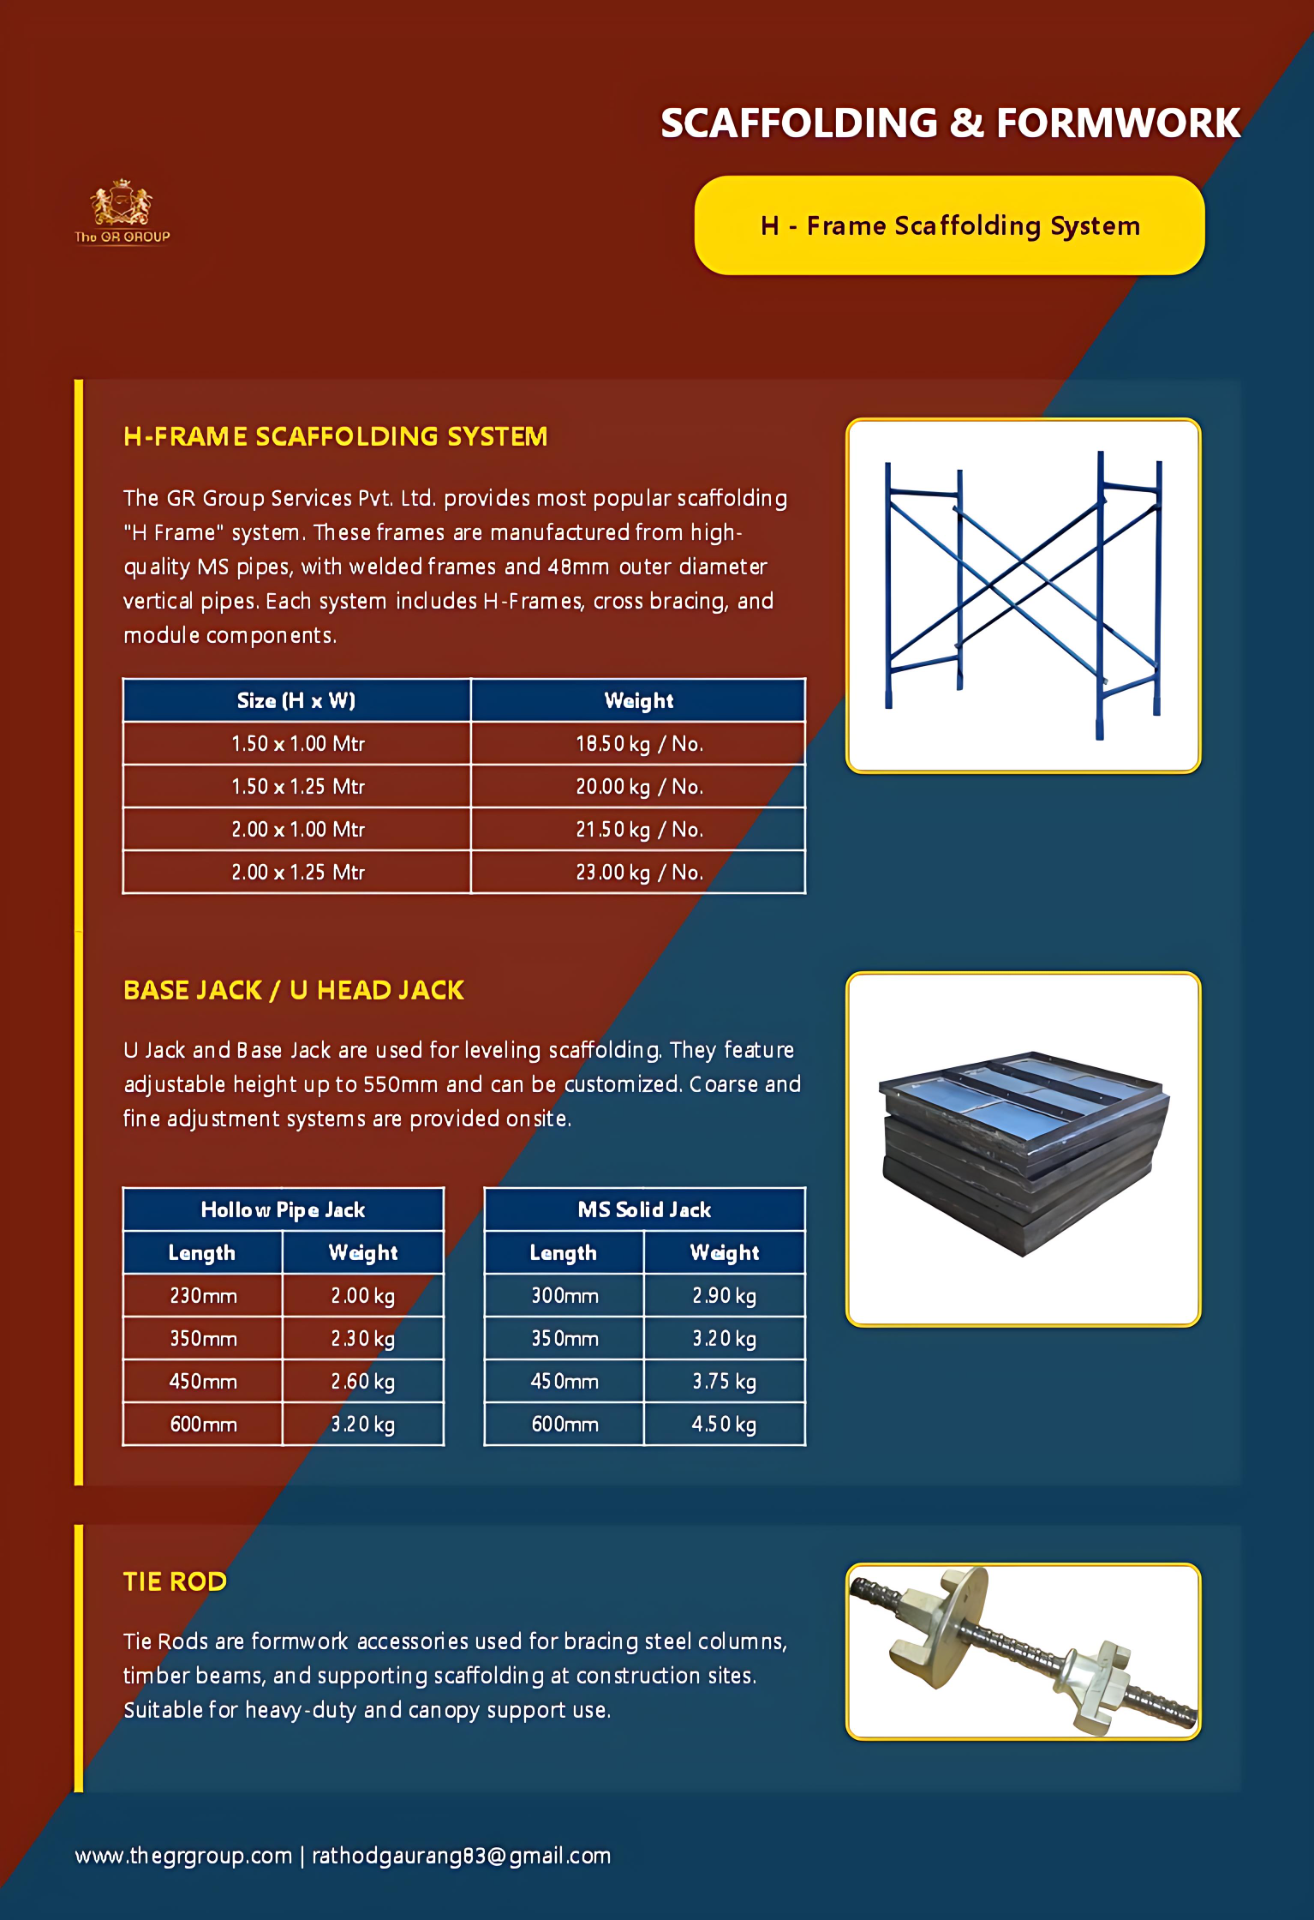 SCAFFOLDING & FORMWORK
The GR GROUP
H - Frame Scaffolding System
H-FRAME SCAFFOLDING SYSTEM
The GR Group Services Pvt. Ltd. provides most popular scaffolding
"H Frame" system. These frames are manufactured from high-
quality MS pipes, with welded frames and 48mm outer diameter
vertical pipes. Each system includes H-Frames, cross bracing, and
module components.
Size (H x W) Weight
1.50 x 1.00 Mtr 18.50 kg / No.
1.50 x 1.25 Mtr 20.00 kg / No.
2.00 x 1.00 Mtr 21.50 kg / No.
2.00 x 1.25 Mtr 23.00 kg / No.
BASE JACK / U HEAD JACK
U Jack and Base Jack are used for leveling scaffolding. They feature
adjustable height up to 550mm and can be customized. Coarse and
fine adjustment systems are provided onsite.
Hollow Pipe Jack
Length Weight
230mm 2.00 kg
350mm 2.30 kg
450mm 2.60 kg
600mm 3.20 kg
MS Solid Jack
Length Weight
300mm 2.90 kg
350mm 3.20 kg
450mm 3.75 kg
600mm 4.50 kg
TIE ROD
Tie Rods are formwork accessories used for bracing steel columns,
timber beams, and supporting scaffolding at construction sites.
Suitable for heavy-duty and canopy support use.
www.thegrgroup.com | rathodgaurang83@gmail.com